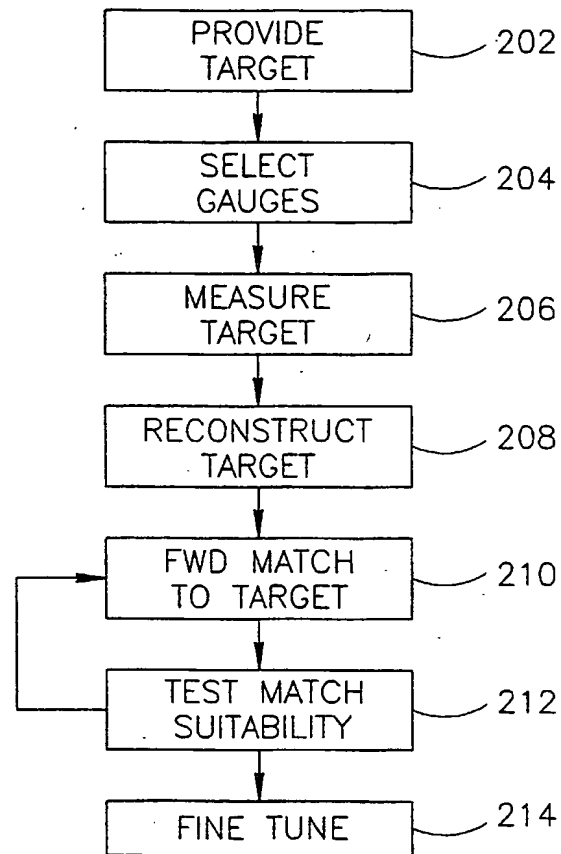 PROVIDE
TARGET
202
SELECT
GAUGES
204
MEASURE
TARGET
206
RECONSTRUCT
TARGET
208
FWD MATCH
TO TARGET
210
TEST MATCH
SUITABILITY
212
FINE TUNE
214